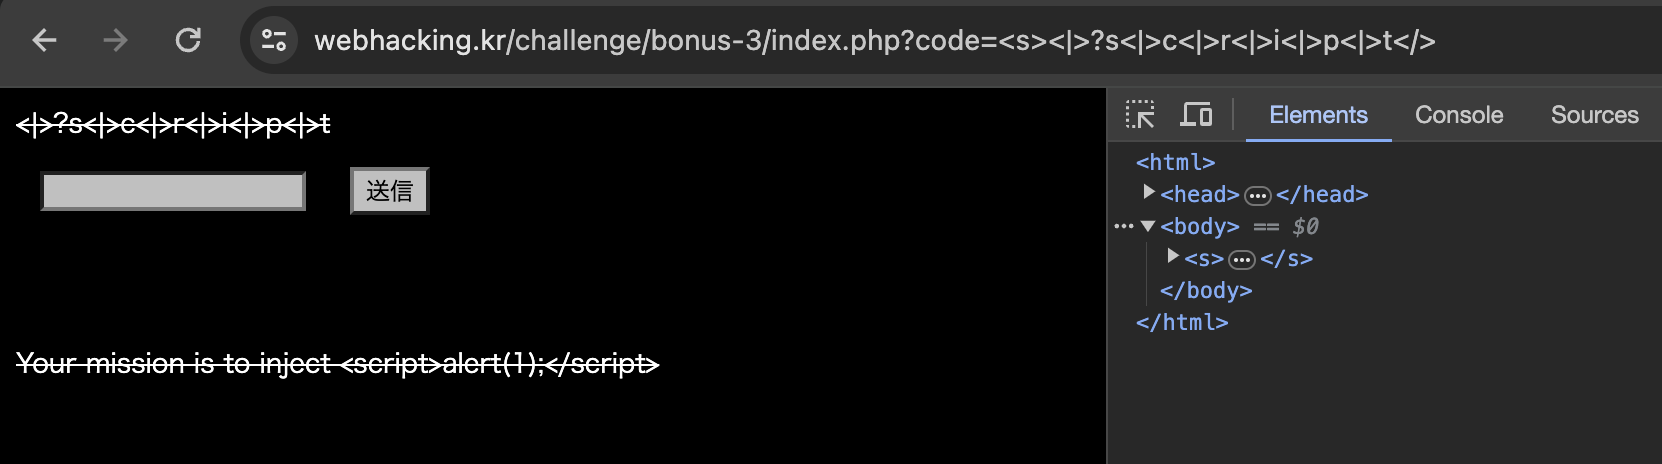 webhacking.kr/challenge/bonus-3/index.php?code=<s><|>?s<|>c<|>r<|>i<|>p<|>t</>
<|>?s<|>c<|>r<|>i<|>p<|>t
送信
Your mission is to inject <script>alert(1);</script>
Elements Console Sources
<html>
<head>…</head>
… <body> == $0
<s>…</s>
</body>
</html>